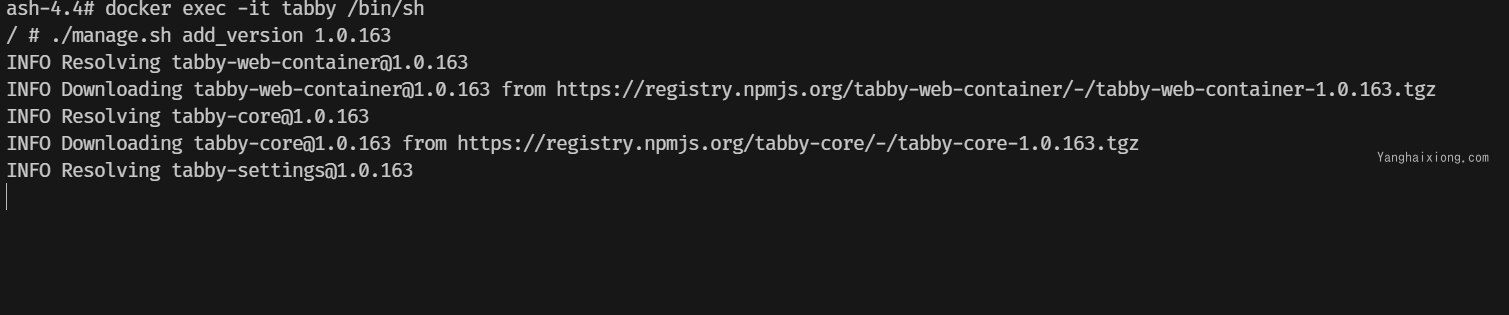 ash-4.4# docker exec -it tabby /bin/sh
/ # ./manage.sh add_version 1.0.163
INFO Resolving tabby-web-container@1.0.163
INFO Downloading tabby-web-container@1.0.163 from https://registry.npmjs.org/tabby-web-container/-/tabby-web-container-1.0.163.tgz
INFO Resolving tabby-core@1.0.163
INFO Downloading tabby-core@1.0.163 from https://registry.npmjs.org/tabby-core/-/tabby-core-1.0.163.tgz
Yanghaixiong.com
INFO Resolving tabby-settings@1.0.163